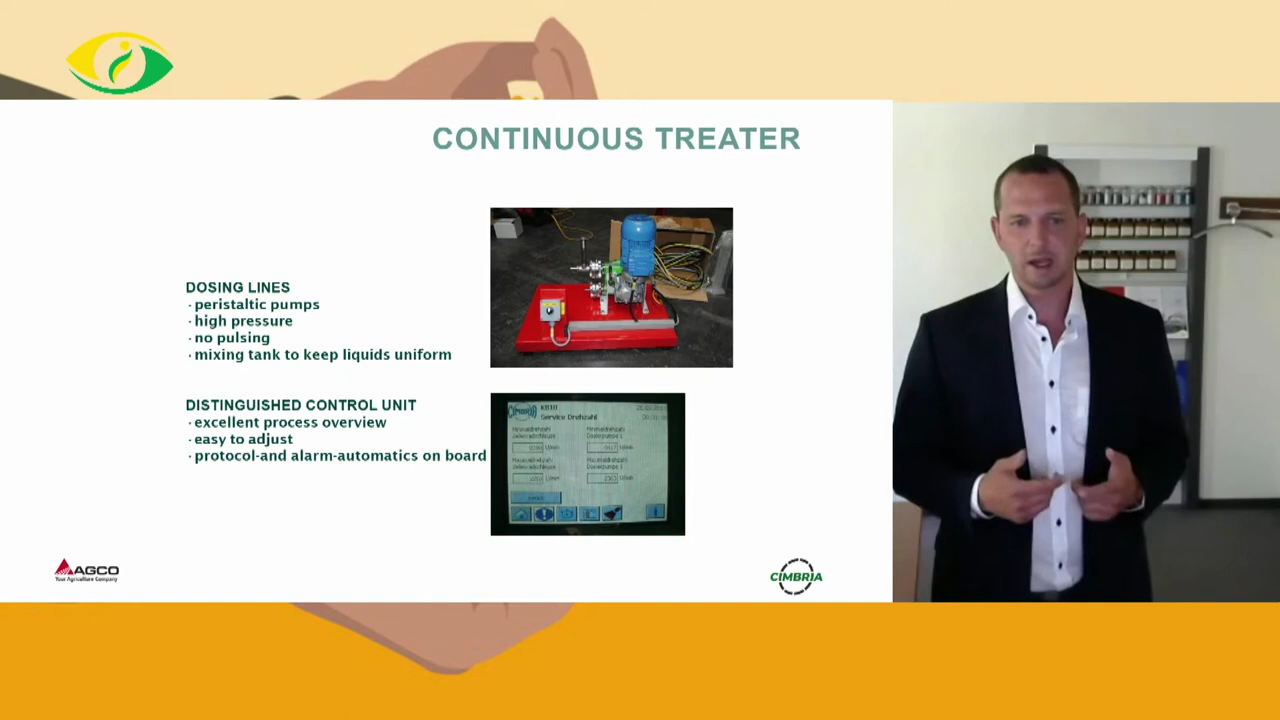 CONTINUOUS TREATER
DOSING LINES
· peristaltic pumps
· high pressure
· no pulsing
· mixing tank to keep liquids uniform
DISTINGUISHED CONTROL UNIT
· excellent process overview
· easy to adjust
· protocol-and alarm-automatics on board
CIMBRIA
Service Drehzahl
AGCO
Your Agriculture Company
CIMBRIA